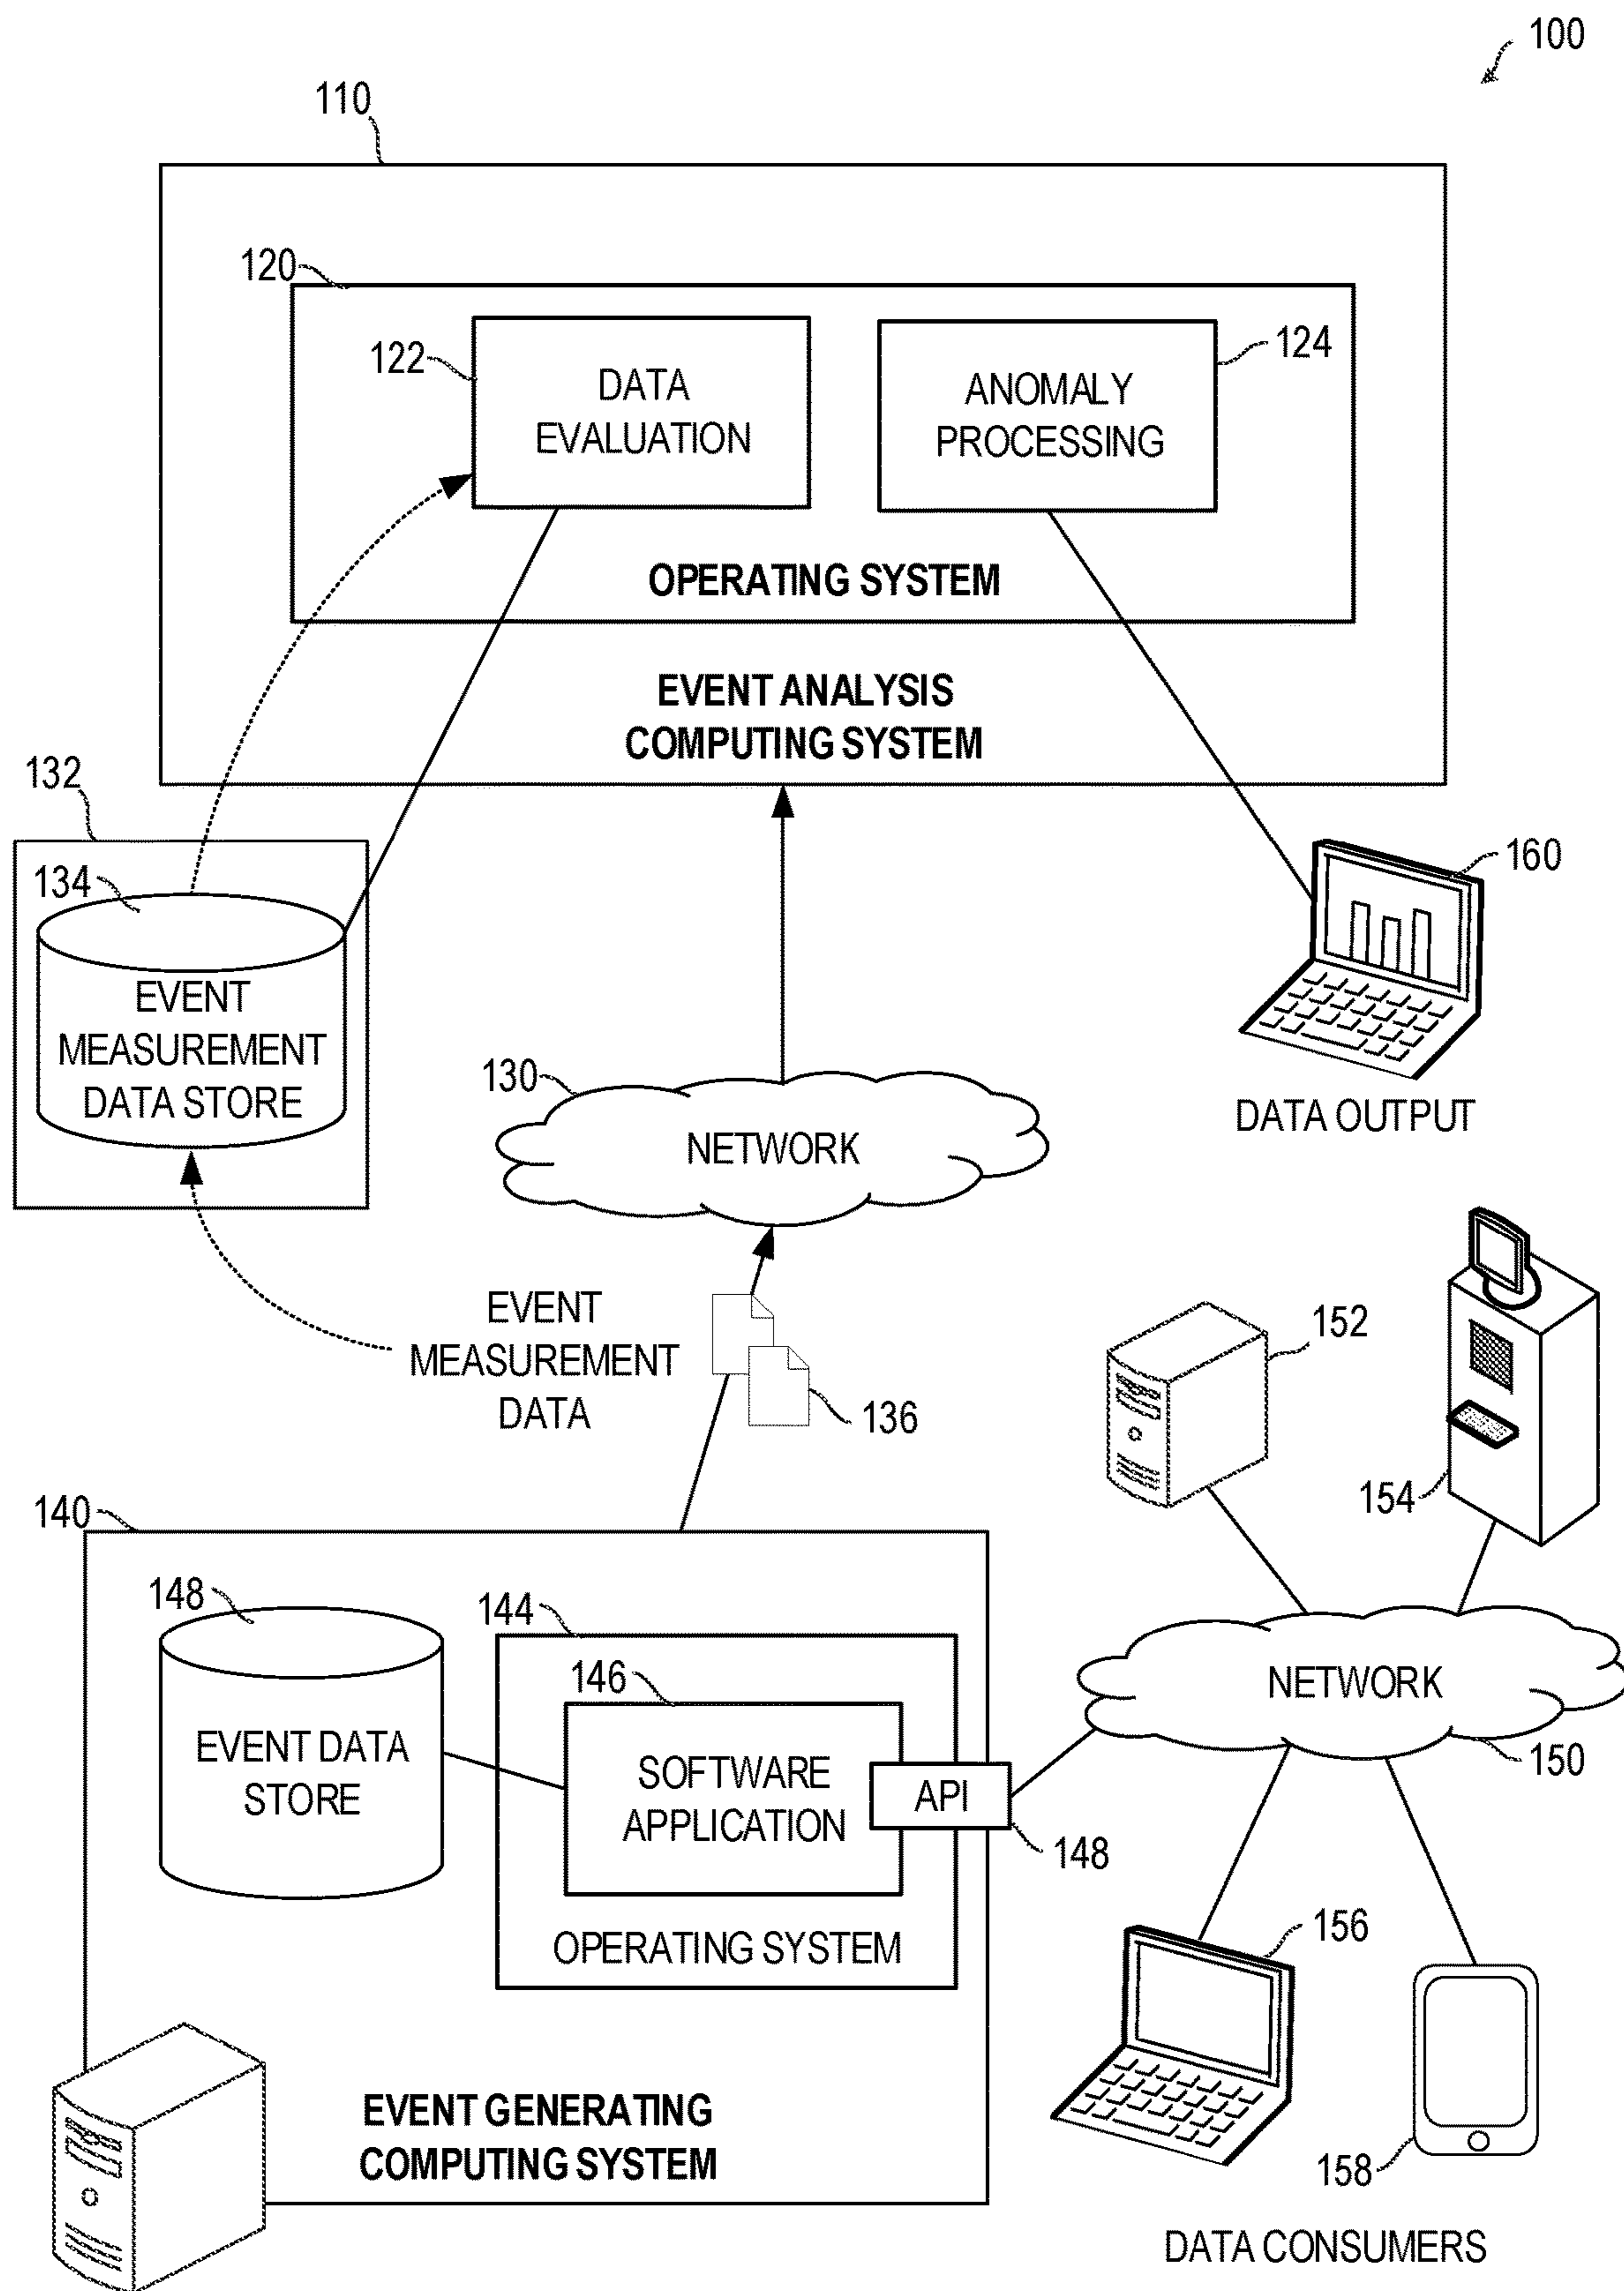 100
110
120
122
DATA
EVALUATION
124
ANOMALY
PROCESSING
OPERATING SYSTEM
EVENT ANALYSIS
COMPUTING SYSTEM
132
134
EVENT
MEASUREMENT
DATA STORE
160
DATA OUTPUT
130
NETWORK
EVENT
MEASUREMENT
DATA
136
152
154
140
148
EVENT DATA
STORE
144
146
SOFTWARE
APPLICATION
API
148
OPERATING SYSTEM
NETWORK
150
156
158
EVENT GENERATING
COMPUTING SYSTEM
DATA CONSUMERS